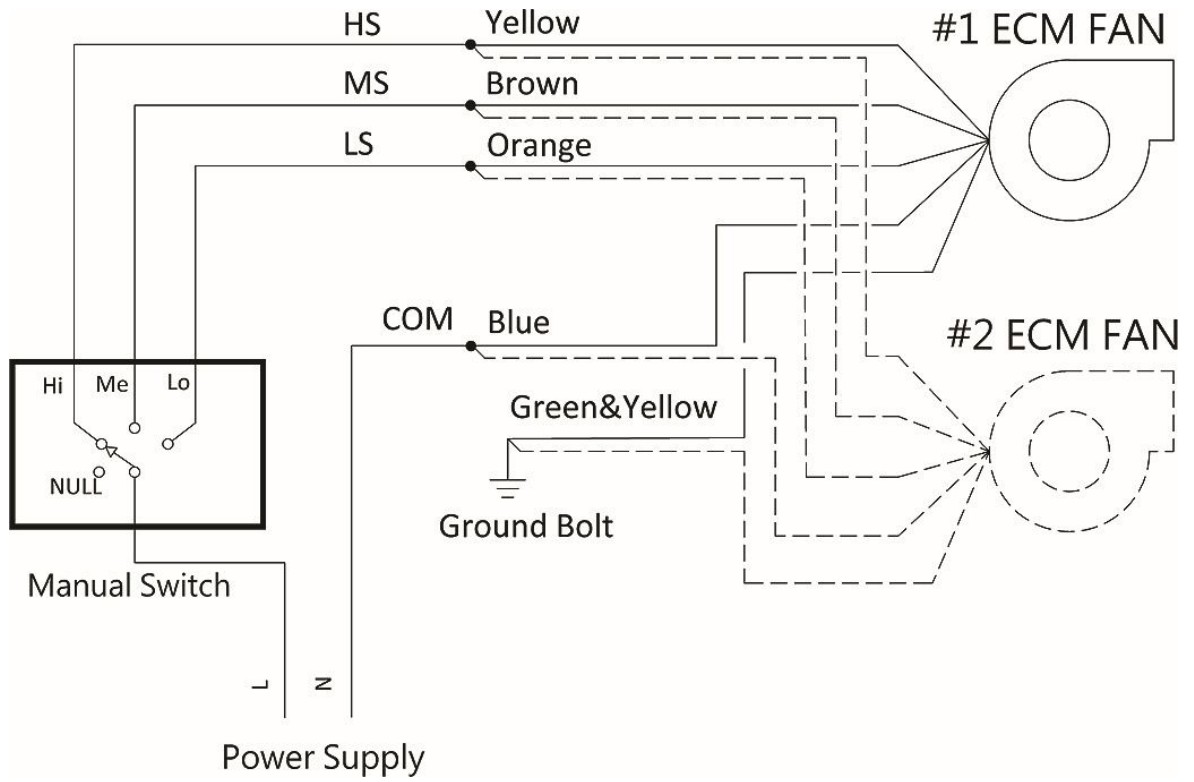 HS Yellow
#1 ECM FAN
MS Brown
LS Orange
COM Blue
#2 ECM FAN
Hi Me Lo
Green&Yellow
NULL
Ground Bolt
Manual Switch
L N
Power Supply